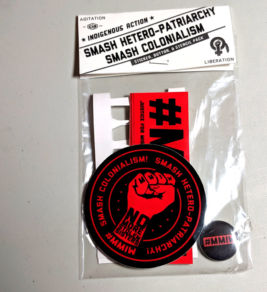 AGITATION
★ INDIGENOUS ACTION ★
SMASH HETERO-PATRIARCHY
SMASH COLONIALISM
STICKER, BUTTON, & STENCIL PACK
LIBERATION
SMASH COLONIALISM! SMASH HETERO-PATRIARCHY!
NO
#MMIW